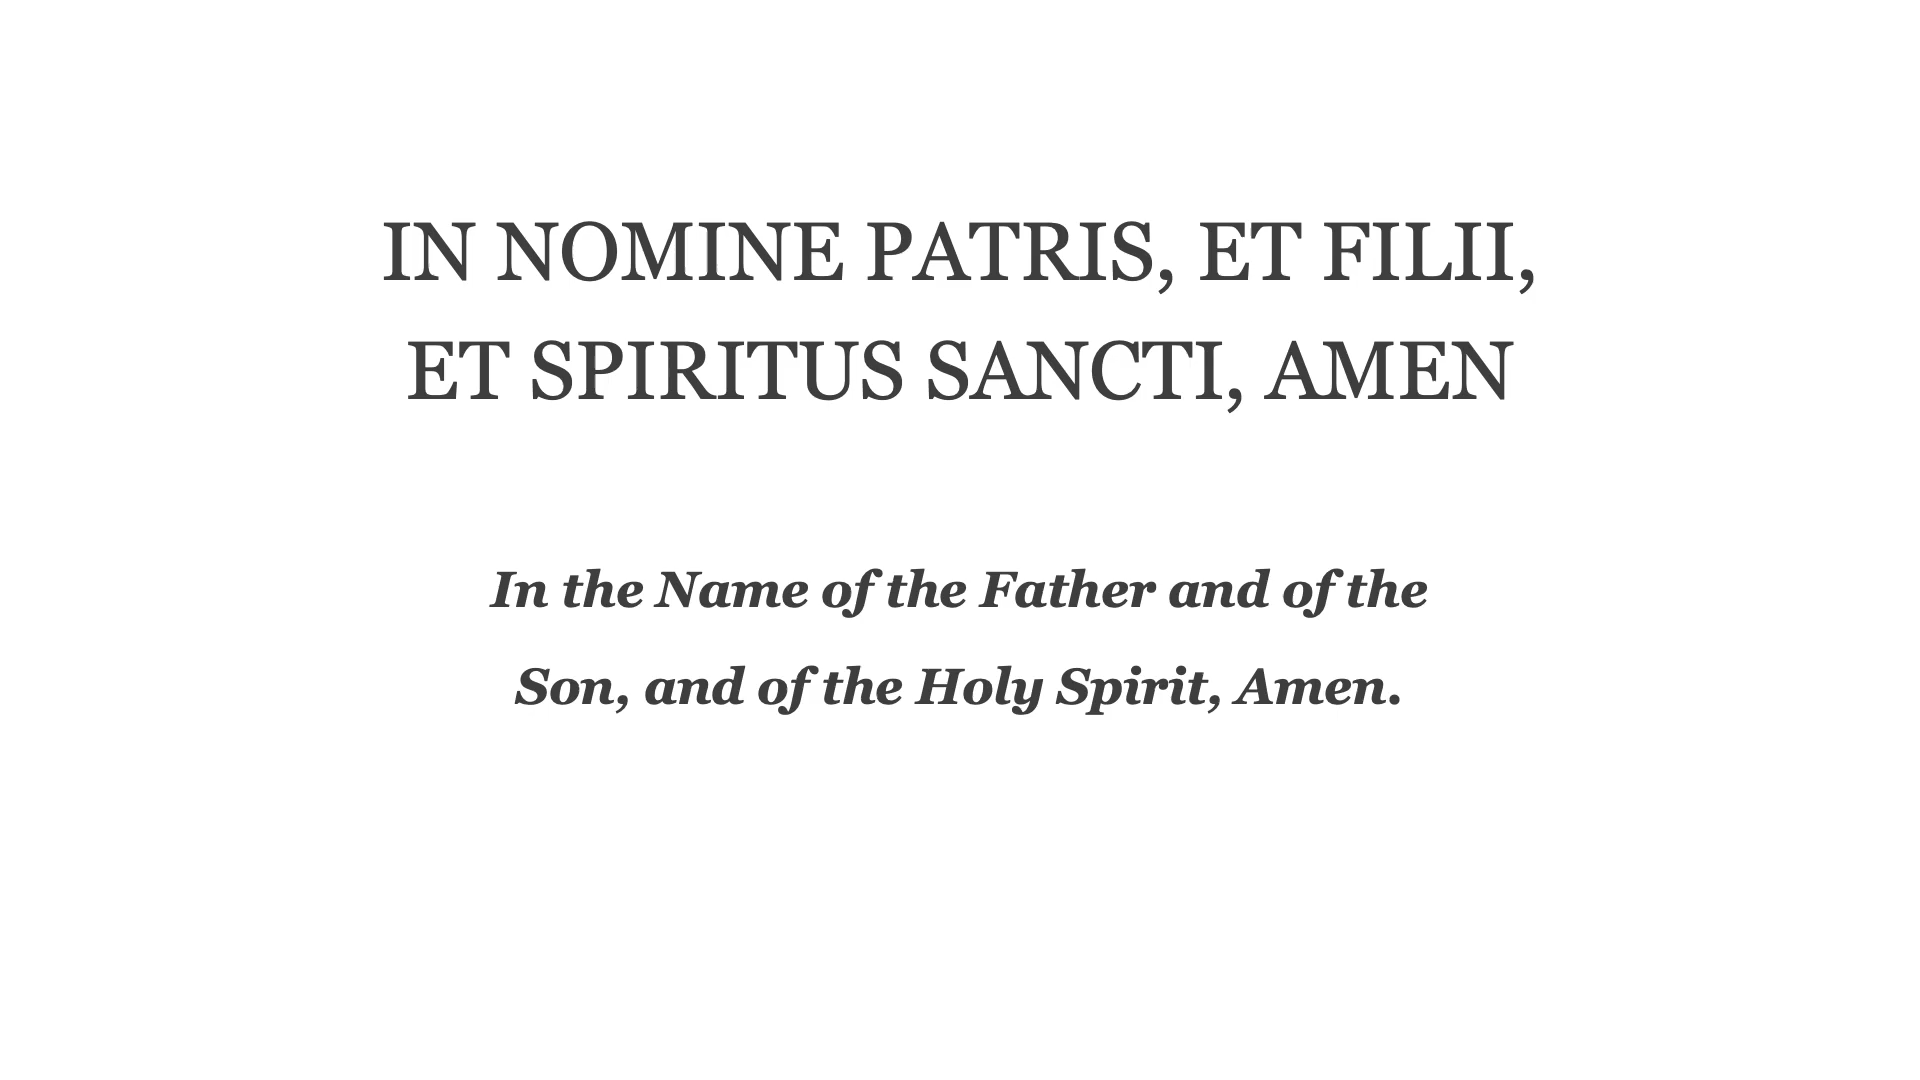 IN NOMINE PATRIS, ET FILII,
ET SPIRITUS SANCTI, AMEN
In the Name of the Father and of the
Son, and of the Holy Spirit, Amen.